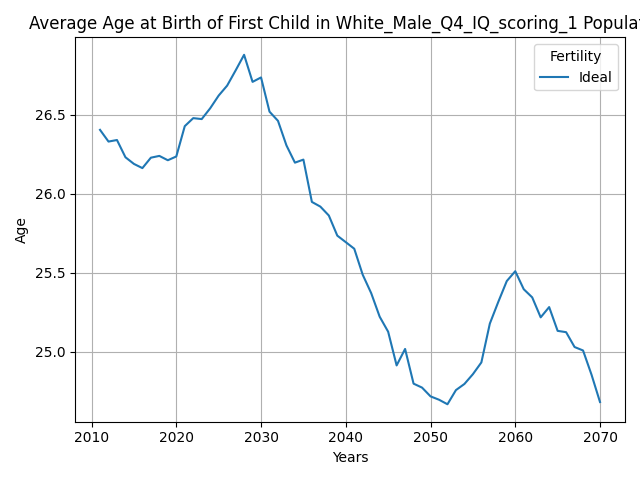 Average Age at Birth of First Child in White_Male_Q4_IQ_scoring_1 Populat
Fertility
Ideal
26.5
26.0
25.5
25.0
Age
2010 2020 2030 2040 2050 2060 2070
Years